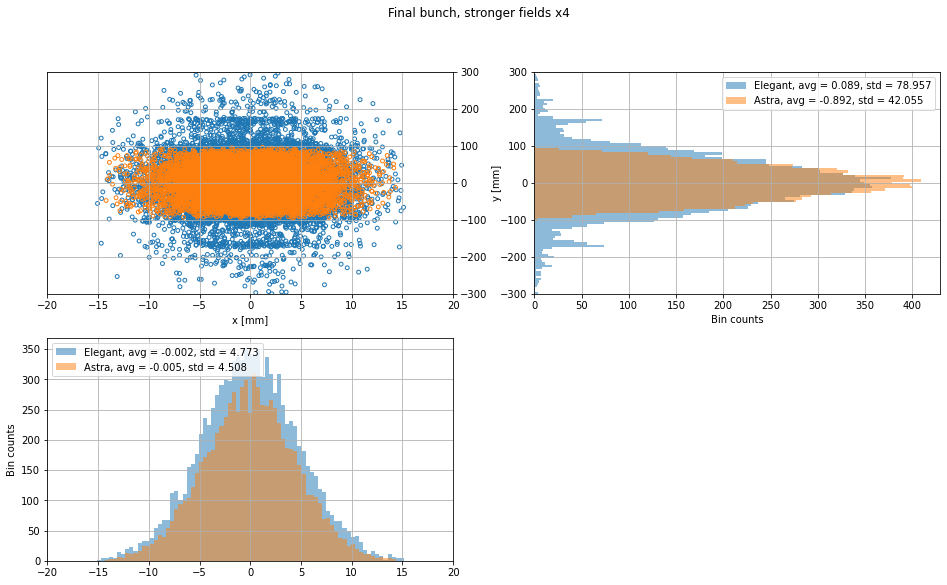 Final bunch, stronger fields x4
300
200
100
0
−100
−200
−300
−20 −15 −10 −5 0 5 10 15 20
x [mm]
Elegant, avg = 0.089, std = 78.957
Astra, avg = -0.892, std = 42.055
y [mm]
300
200
100
0
−100
−200
−300
0 50 100 150 200 250 300 350 400
Bin counts
Elegant, avg = -0.002, std = 4.773
Astra, avg = -0.005, std = 4.508
Bin counts
350
300
250
200
150
100
50
0
−20 −15 −10 −5 0 5 10 15 20